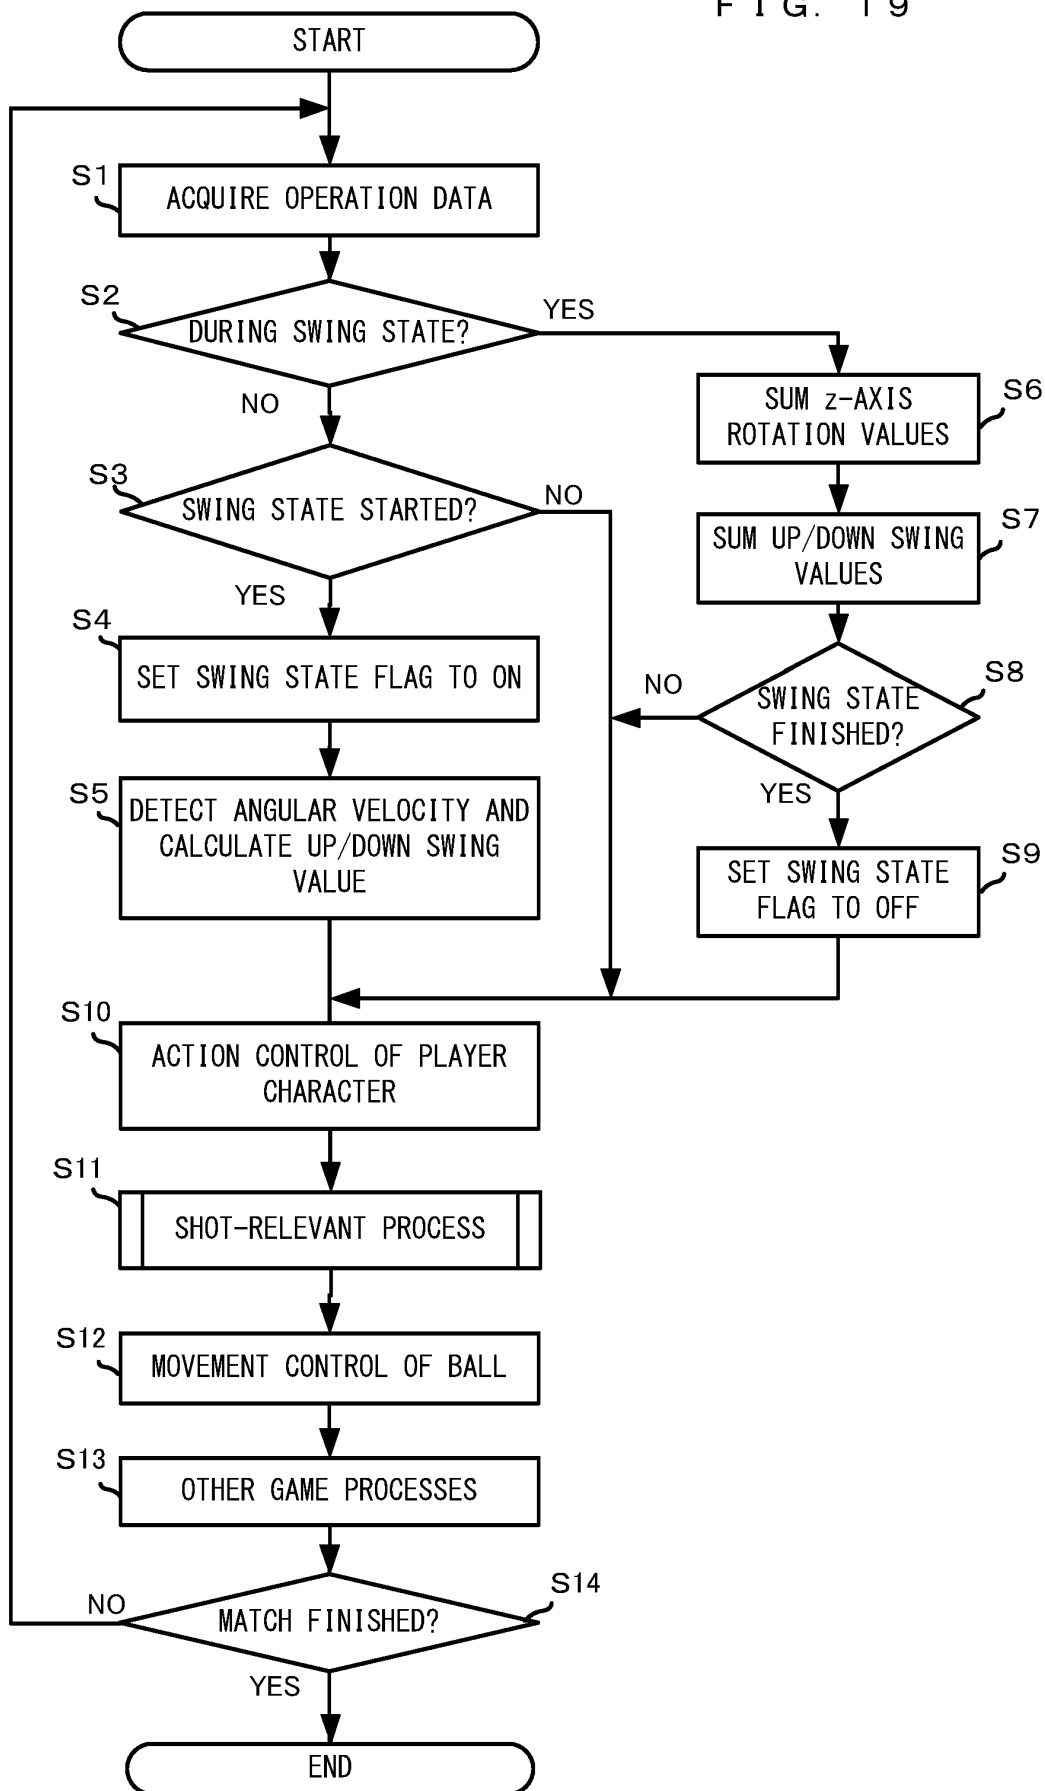 FIG. 19
START
S1
ACQUIRE OPERATION DATA
S2
DURING SWING STATE?
YES
NO
S6
SUM z-AXIS
ROTATION VALUES
S3
SWING STATE STARTED?
NO
YES
S7
SUM UP/DOWN SWING
VALUES
S4
SET SWING STATE FLAG TO ON
S8
SWING STATE
FINISHED?
NO
YES
S5
DETECT ANGULAR VELOCITY AND
CALCULATE UP/DOWN SWING
VALUE
S9
SET SWING STATE
FLAG TO OFF
S10
ACTION CONTROL OF PLAYER
CHARACTER
S11
SHOT-RELEVANT PROCESS
S12
MOVEMENT CONTROL OF BALL
S13
OTHER GAME PROCESSES
S14
MATCH FINISHED?
NO
YES
END